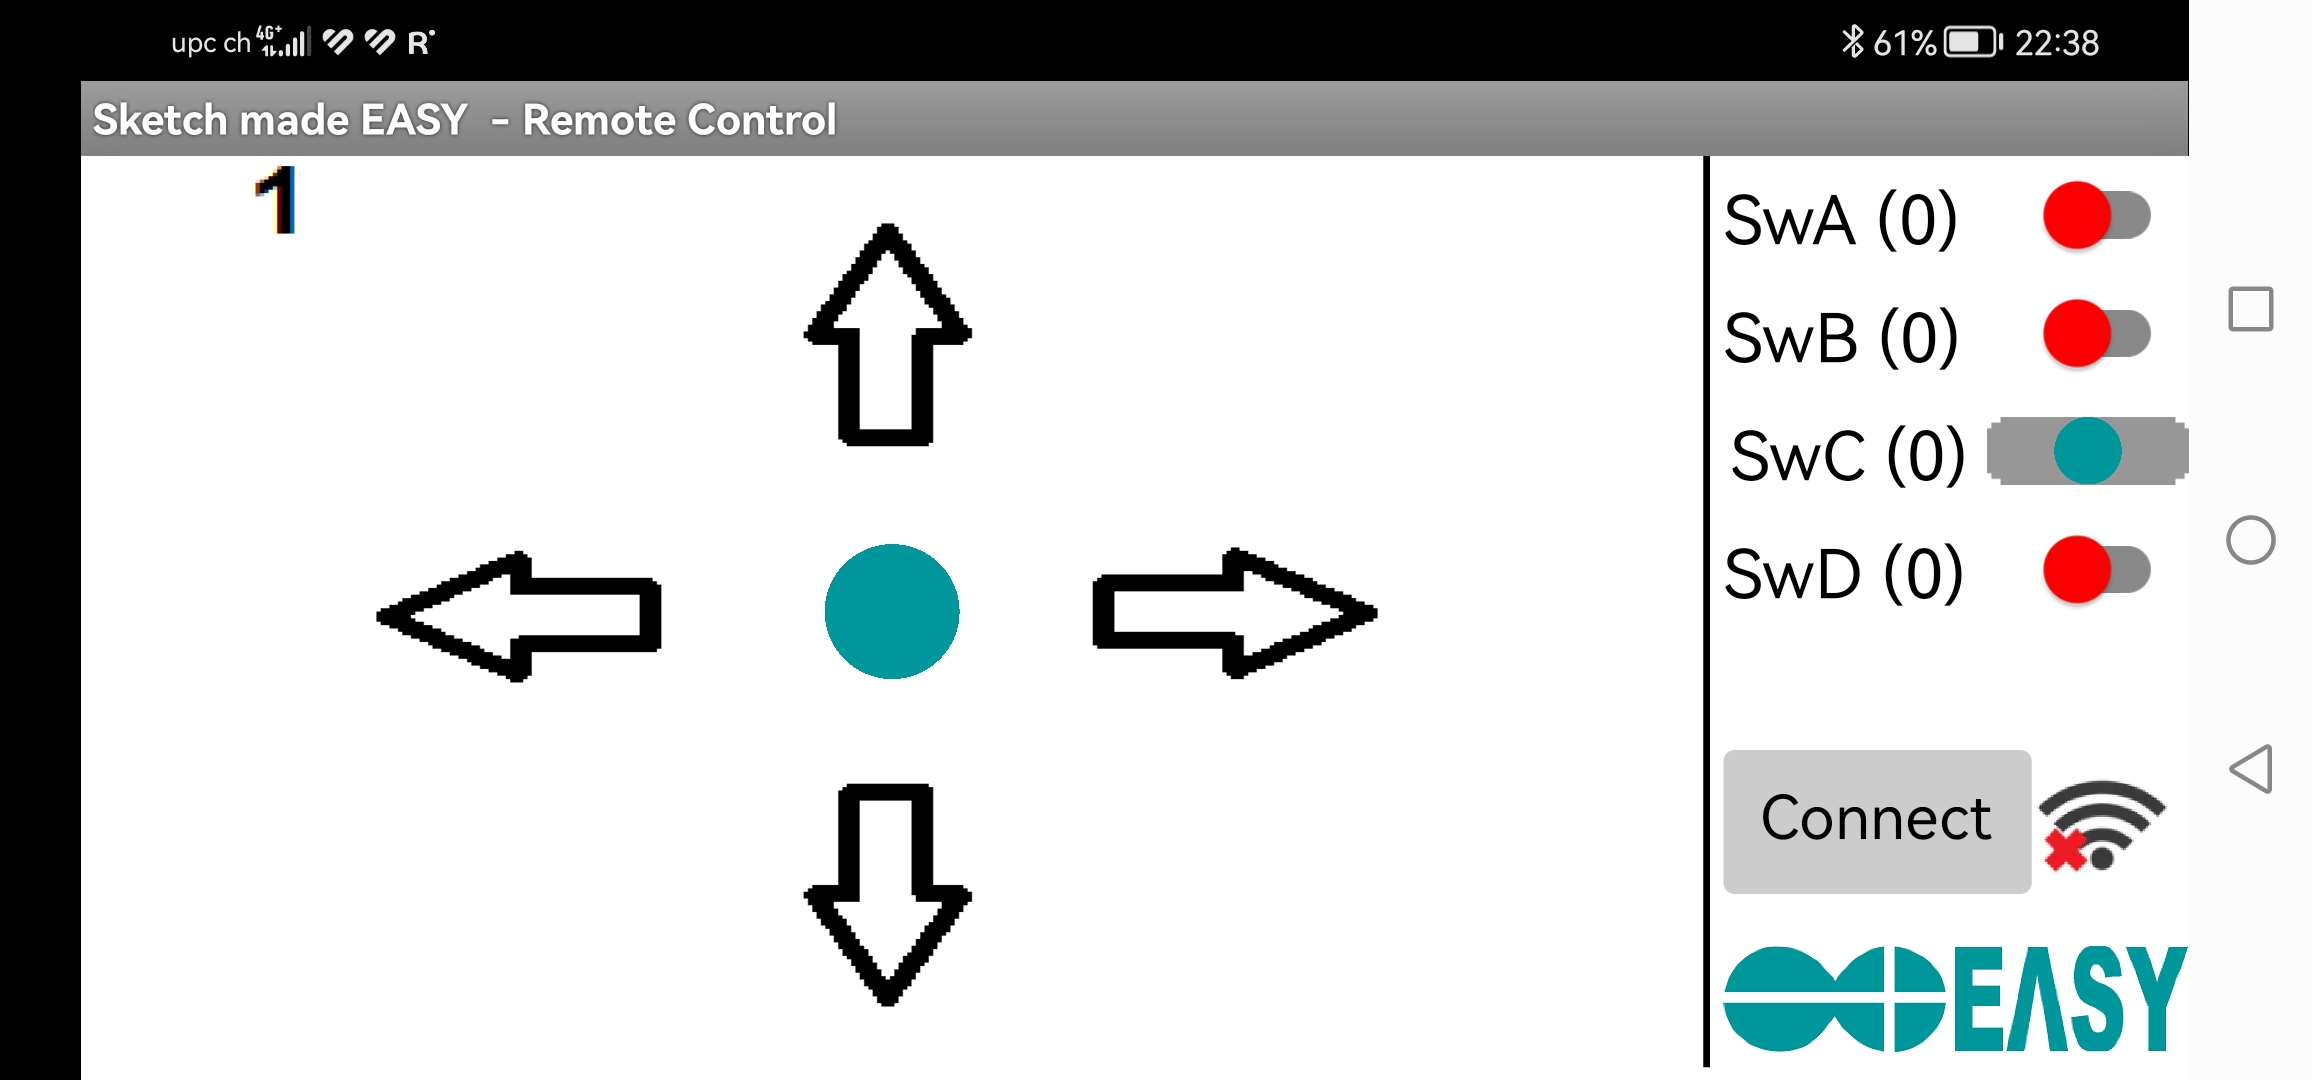 upc ch 4G+ R
61% 22:38
Sketch made EASY - Remote Control
1
SwA (0)
SwB (0)
SwC (0)
SwD (0)
Connect
EASY